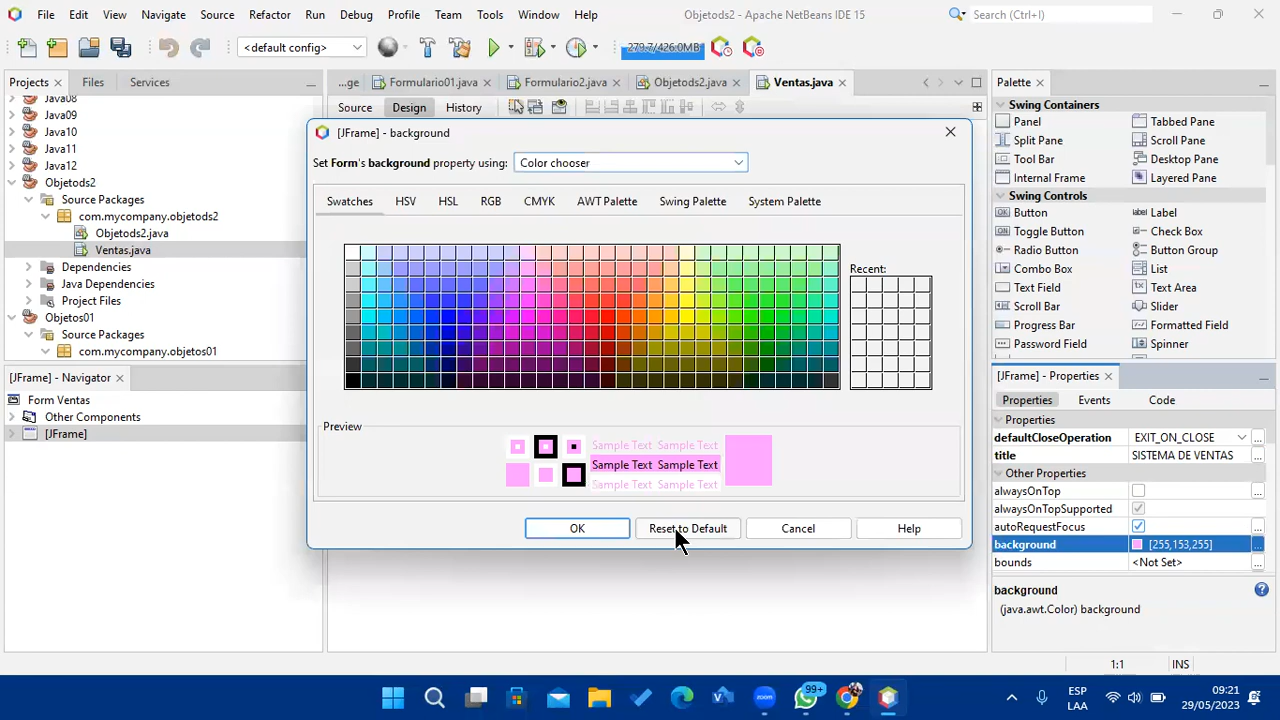 File Edit View Navigate Source Refactor Run Debug Profile Team Tools Window Help Objetods2 - Apache NetBeans IDE 15 Search (Ctrl+I)
<default config> 279.7/426.0MB
Projects Files Services ...ge Formulario01.java Formulario2.java Objetods2.java Ventas.java Palette
Source Design History
Java08
Java09
Java10
Java11
Java12
Objetods2
Source Packages
com.mycompany.objetods2
Objetods2.java
Ventas.java
Dependencies
Java Dependencies
Project Files
Objetos01
Source Packages
com.mycompany.objetos01
[JFrame] - Navigator
Form Ventas
Other Components
[JFrame]
[JFrame] - background
Set Form's background property using: Color chooser
Swatches HSV HSL RGB CMYK AWT Palette Swing Palette System Palette
Recent:
Preview
Sample Text Sample Text
Sample Text Sample Text
Sample Text Sample Text
OK Reset to Default Cancel Help
Swing Containers
Panel Tabbed Pane
Split Pane Scroll Pane
Tool Bar Desktop Pane
Internal Frame Layered Pane
Swing Controls
Button Label
Toggle Button Check Box
Radio Button Button Group
Combo Box List
Text Field Text Area
Scroll Bar Slider
Progress Bar Formatted Field
Password Field Spinner
[JFrame] - Properties
Properties Events Code
Properties
defaultCloseOperation EXIT_ON_CLOSE
title SISTEMA DE VENTAS
Other Properties
alwaysOnTop
alwaysOnTopSupported
autoRequestFocus
background [255,153,255]
bounds <Not Set>
background
(java.awt.Color) background
1:1 INS
zoom 99+ ESP
LAA
09:21
29/05/2023